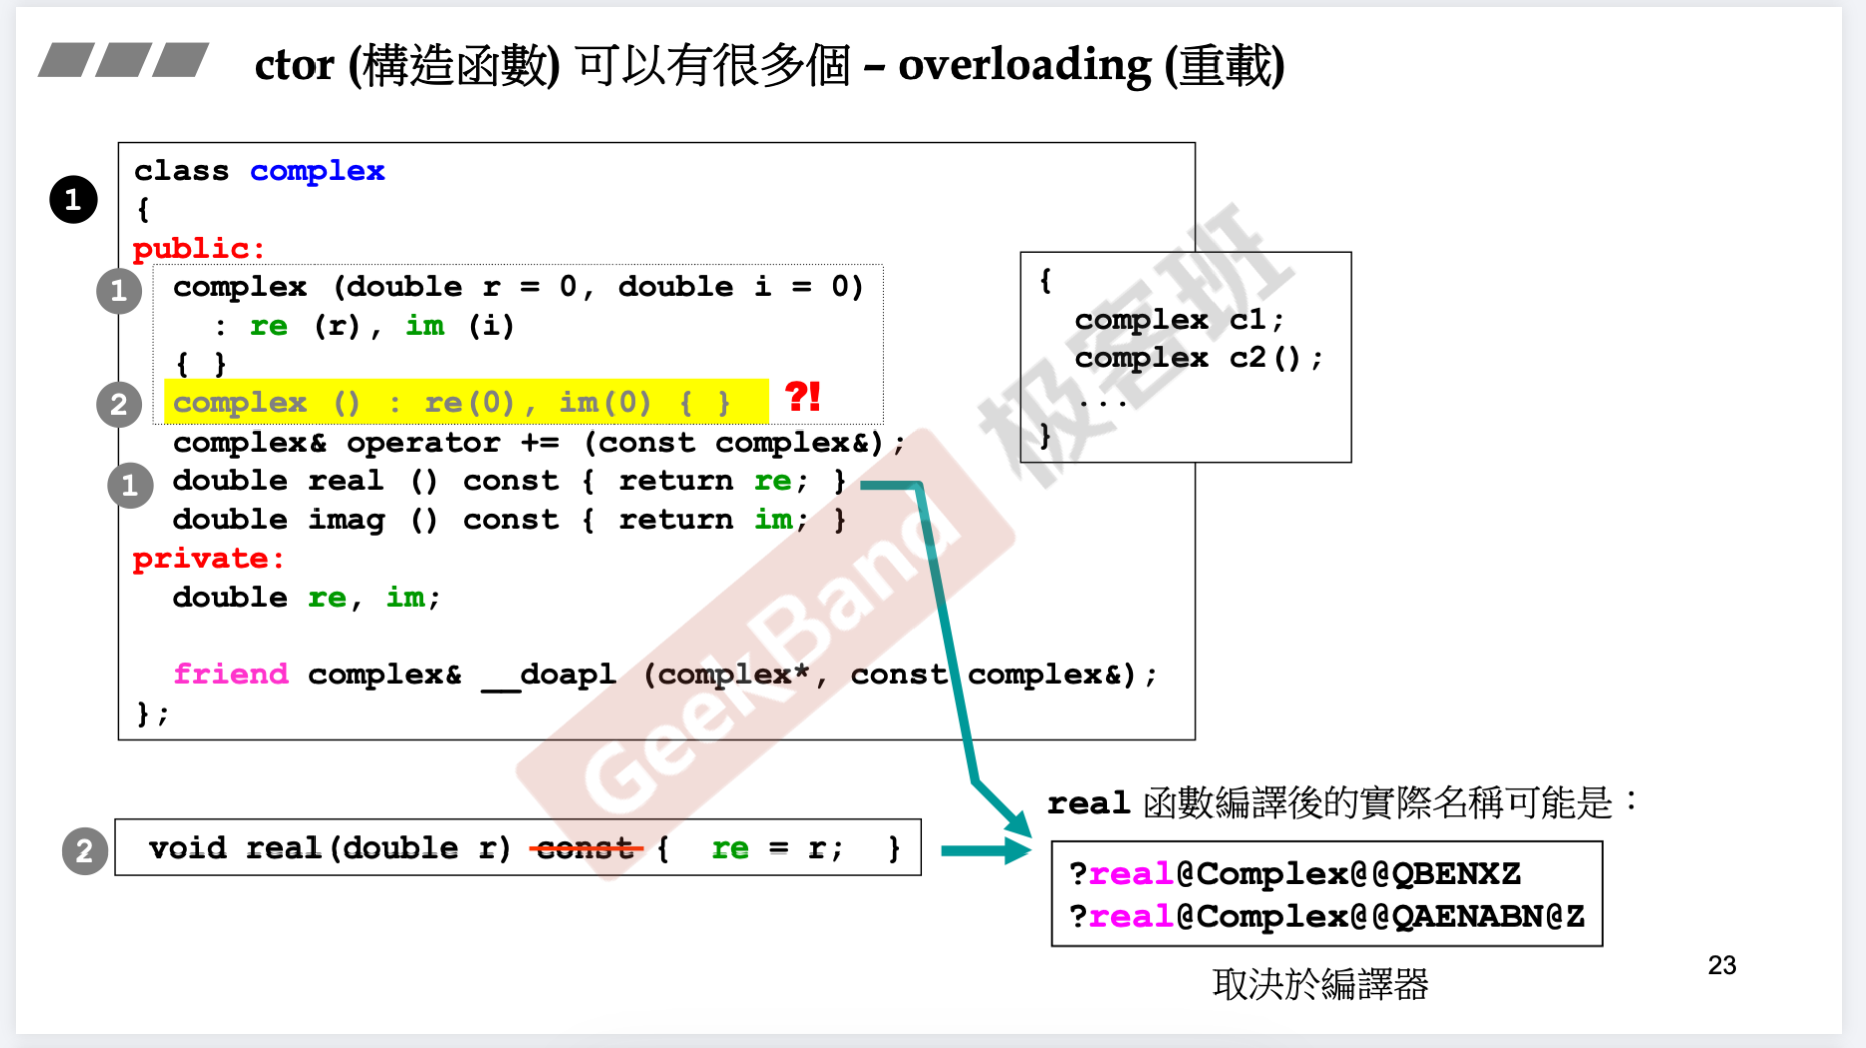 ctor (構造函數) 可以有很多個 – overloading (重載)
1
class complex
{
public:
1
complex (double r = 0, double i = 0)
: re (r), im (i)
{ }
2
complex () : re(0), im(0) { } ?!
complex& operator += (const complex&);
1
double real () const { return re; }
double imag () const { return im; }
private:
double re, im;
friend complex& __doapl (complex*, const complex&);
};
{
complex c1;
complex c2();
...
}
2
void real(double r) const { re = r; }
real 函數編譯後的實際名稱可能是：
?real@Complex@@QBENXZ
?real@Complex@@QAENABN@Z
取決於編譯器
23
GeekBand 极客班